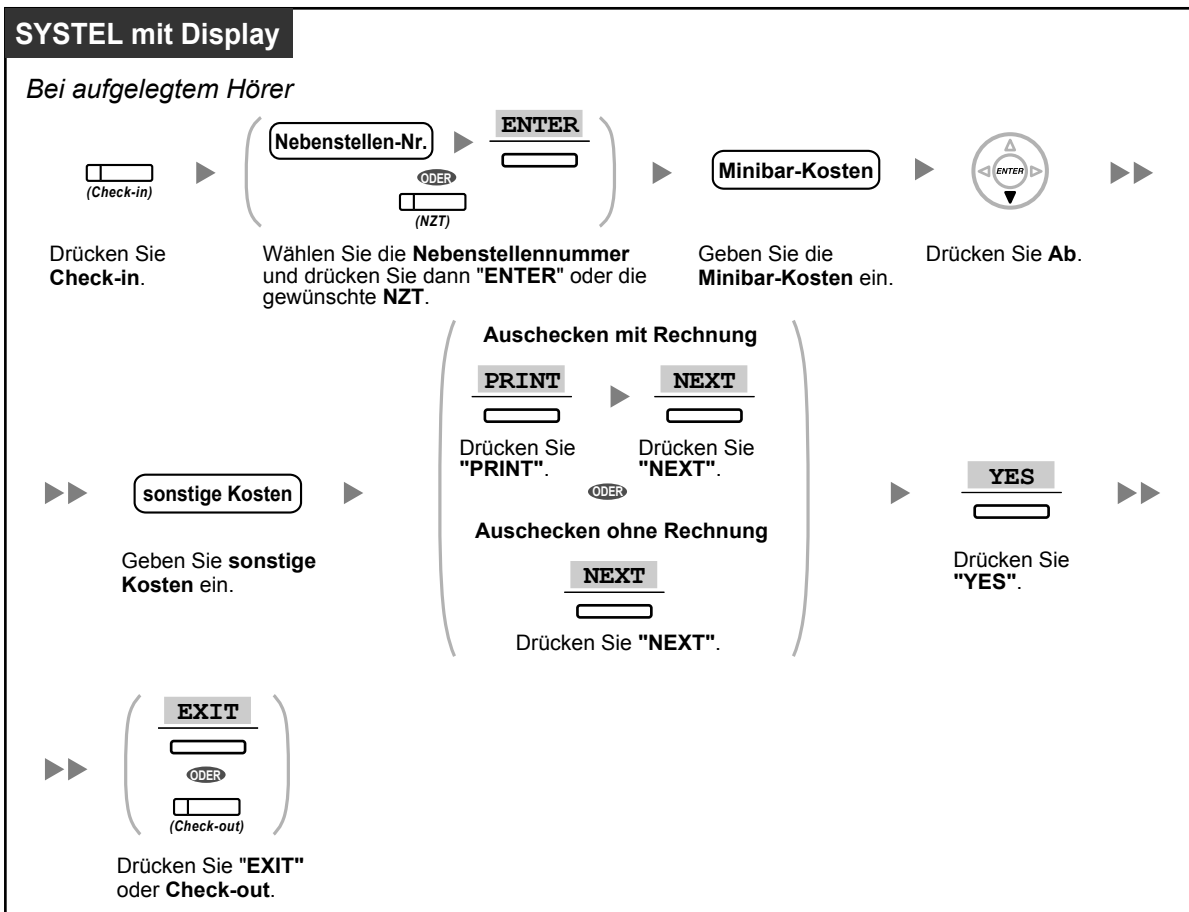 SYSTEL mit Display
Bei aufgelegtem Hörer
(Check-in)
Drücken Sie
Check-in.
Nebenstellen-Nr.
ENTER
ODER
(NZT)
Wählen Sie die Nebenstellennummer
und drücken Sie dann "ENTER" oder die
gewünschte NZT.
Minibar-Kosten
Geben Sie die
Minibar-Kosten ein.
ENTER
Drücken Sie Ab.
sonstige Kosten
Geben Sie sonstige
Kosten ein.
Auschecken mit Rechnung
PRINT
Drücken Sie
"PRINT".
NEXT
Drücken Sie
"NEXT".
ODER
Auschecken ohne Rechnung
NEXT
Drücken Sie "NEXT".
YES
Drücken Sie
"YES".
EXIT
ODER
(Check-out)
Drücken Sie "EXIT"
oder Check-out.